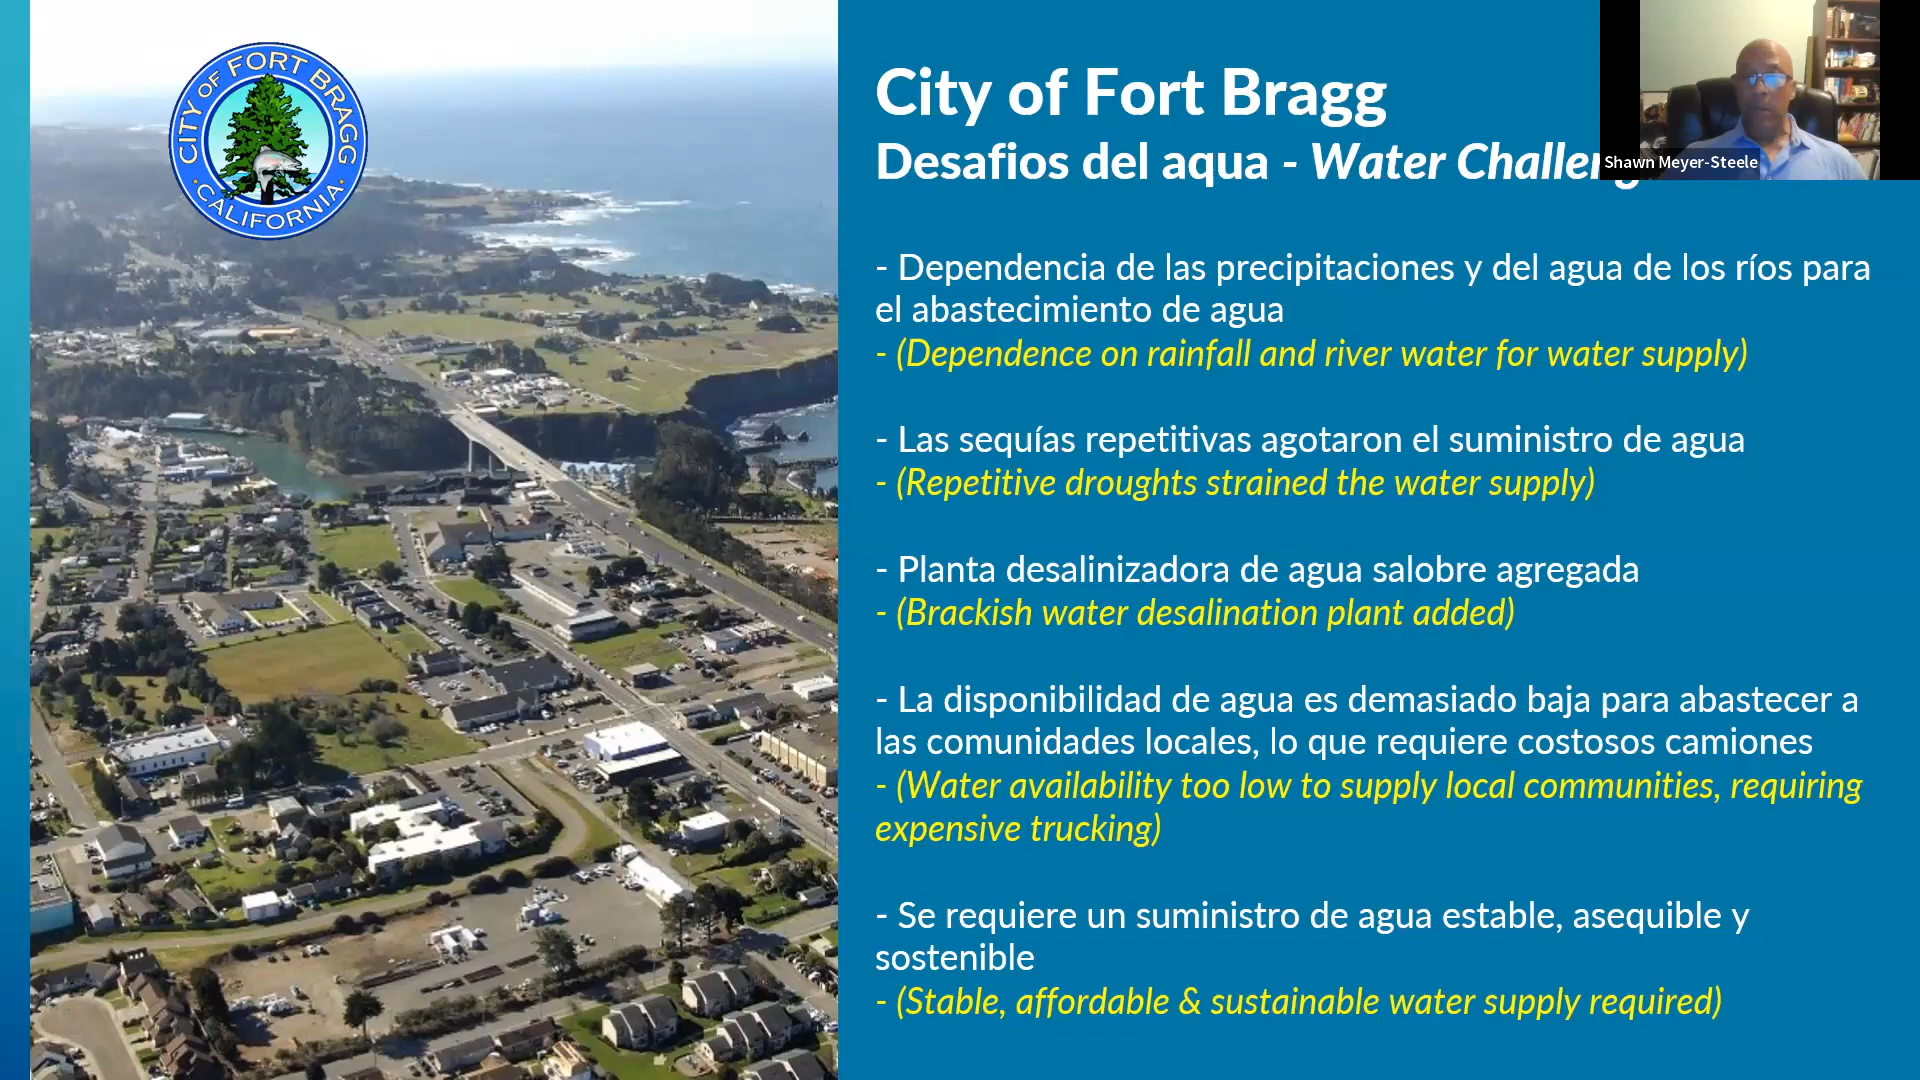 CITY OF FORT BRAGG
· CALIFORNIA ·
City of Fort Bragg
Desafios del aqua - Water Challeng
Shawn Meyer-Steele
- Dependencia de las precipitaciones y del agua de los ríos para
el abastecimiento de agua
- (Dependence on rainfall and river water for water supply)
- Las sequías repetitivas agotaron el suministro de agua
- (Repetitive droughts strained the water supply)
- Planta desalinizadora de agua salobre agregada
- (Brackish water desalination plant added)
- La disponibilidad de agua es demasiado baja para abastecer a
las comunidades locales, lo que requiere costosos camiones
- (Water availability too low to supply local communities, requiring
expensive trucking)
- Se requiere un suministro de agua estable, asequible y
sostenible
- (Stable, affordable & sustainable water supply required)